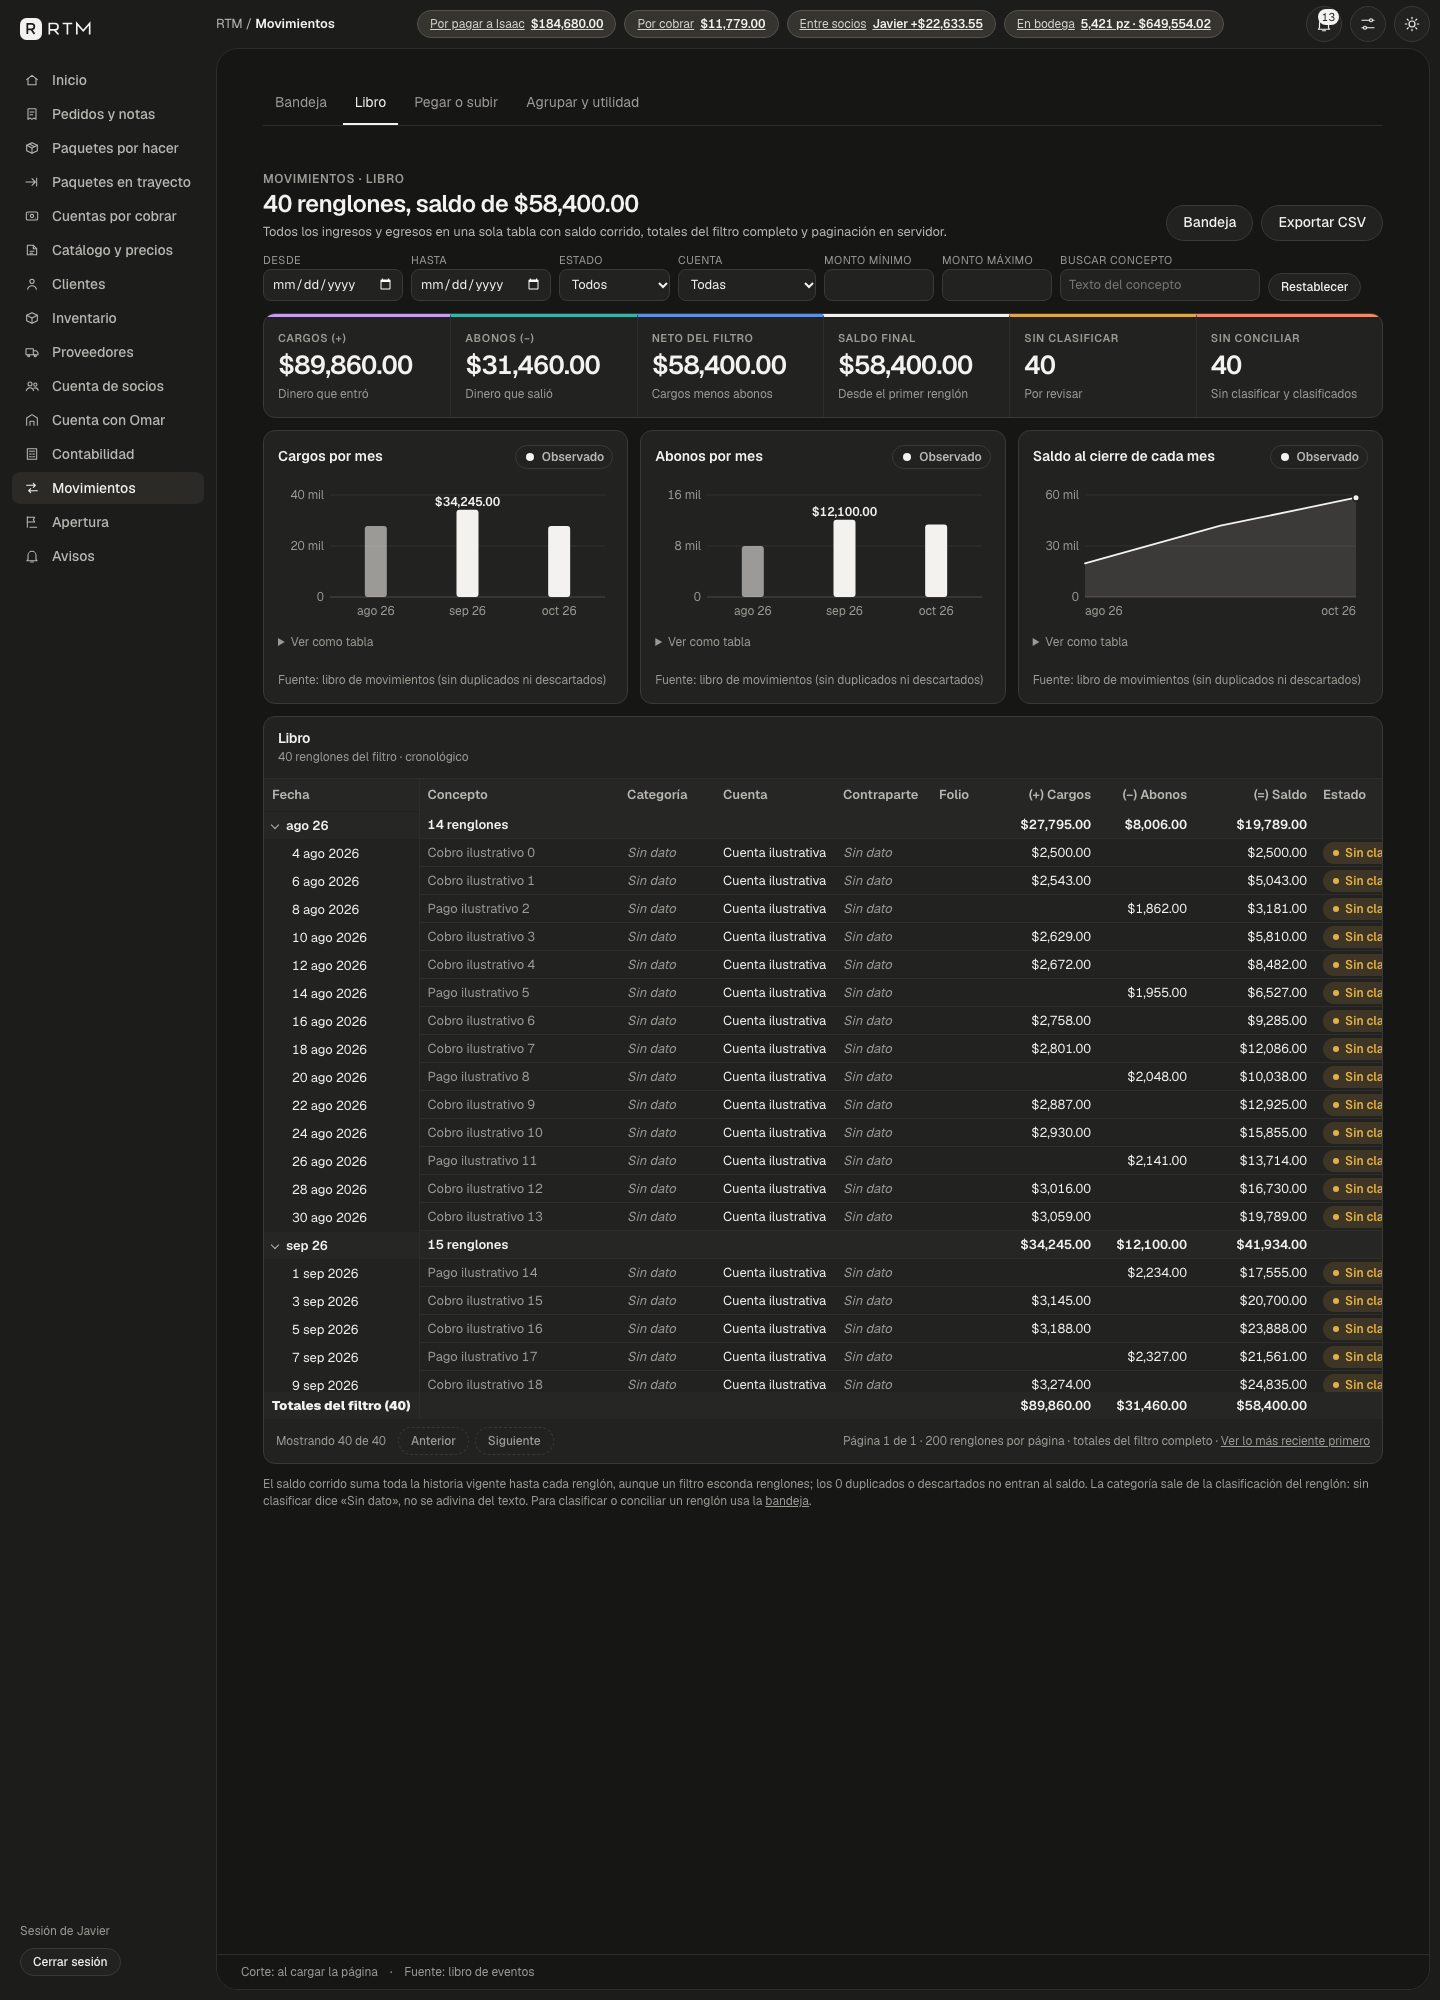 R RTM
RTM / Movimientos
Por pagar a Isaac $184,680.00
Por cobrar $11,779.00
Entre socios Javier +$22,633.55
En bodega 5,421 pz · $649,554.02
13
Inicio
Pedidos y notas
Paquetes por hacer
Paquetes en trayecto
Cuentas por cobrar
Catálogo y precios
Clientes
Inventario
Proveedores
Cuenta de socios
Cuenta con Omar
Contabilidad
Movimientos
Apertura
Avisos
Bandeja Libro Pegar o subir Agrupar y utilidad
MOVIMIENTOS · LIBRO
40 renglones, saldo de $58,400.00
Todos los ingresos y egresos en una sola tabla con saldo corrido, totales del filtro completo y paginación en servidor.
Bandeja Exportar CSV
DESDE HASTA ESTADO CUENTA MONTO MÍNIMO MONTO MÁXIMO BUSCAR CONCEPTO
mm/dd/yyyy mm/dd/yyyy Todos Todas Texto del concepto Restablecer
CARGOS (+) ABONOS (−) NETO DEL FILTRO SALDO FINAL SIN CLASIFICAR SIN CONCILIAR
$89,860.00 $31,460.00 $58,400.00 $58,400.00 40 40
Dinero que entró Dinero que salió Cargos menos abonos Desde el primer renglón Por revisar Sin clasificar y clasificados
Cargos por mes Observado
40 mil
$34,245.00
20 mil
0
ago 26 sep 26 oct 26
Ver como tabla
Fuente: libro de movimientos (sin duplicados ni descartados)
Abonos por mes Observado
16 mil
$12,100.00
8 mil
0
ago 26 sep 26 oct 26
Ver como tabla
Fuente: libro de movimientos (sin duplicados ni descartados)
Saldo al cierre de cada mes Observado
60 mil
30 mil
0
ago 26 oct 26
Ver como tabla
Fuente: libro de movimientos (sin duplicados ni descartados)
Libro
40 renglones del filtro · cronológico
Fecha Concepto Categoría Cuenta Contraparte Folio (+) Cargos (−) Abonos (=) Saldo Estado
ago 26 14 renglones $27,795.00 $8,006.00 $19,789.00
4 ago 2026 Cobro ilustrativo 0 Sin dato Cuenta ilustrativa Sin dato $2,500.00 $2,500.00 Sin cla
6 ago 2026 Cobro ilustrativo 1 Sin dato Cuenta ilustrativa Sin dato $2,543.00 $5,043.00 Sin cla
8 ago 2026 Pago ilustrativo 2 Sin dato Cuenta ilustrativa Sin dato $1,862.00 $3,181.00 Sin cla
10 ago 2026 Cobro ilustrativo 3 Sin dato Cuenta ilustrativa Sin dato $2,629.00 $5,810.00 Sin cla
12 ago 2026 Cobro ilustrativo 4 Sin dato Cuenta ilustrativa Sin dato $2,672.00 $8,482.00 Sin cla
14 ago 2026 Pago ilustrativo 5 Sin dato Cuenta ilustrativa Sin dato $1,955.00 $6,527.00 Sin cla
16 ago 2026 Cobro ilustrativo 6 Sin dato Cuenta ilustrativa Sin dato $2,758.00 $9,285.00 Sin cla
18 ago 2026 Cobro ilustrativo 7 Sin dato Cuenta ilustrativa Sin dato $2,801.00 $12,086.00 Sin cla
20 ago 2026 Pago ilustrativo 8 Sin dato Cuenta ilustrativa Sin dato $2,048.00 $10,038.00 Sin cla
22 ago 2026 Cobro ilustrativo 9 Sin dato Cuenta ilustrativa Sin dato $2,887.00 $12,925.00 Sin cla
24 ago 2026 Cobro ilustrativo 10 Sin dato Cuenta ilustrativa Sin dato $2,930.00 $15,855.00 Sin cla
26 ago 2026 Pago ilustrativo 11 Sin dato Cuenta ilustrativa Sin dato $2,141.00 $13,714.00 Sin cla
28 ago 2026 Cobro ilustrativo 12 Sin dato Cuenta ilustrativa Sin dato $3,016.00 $16,730.00 Sin cla
30 ago 2026 Cobro ilustrativo 13 Sin dato Cuenta ilustrativa Sin dato $3,059.00 $19,789.00 Sin cla
sep 26 15 renglones $34,245.00 $12,100.00 $41,934.00
1 sep 2026 Pago ilustrativo 14 Sin dato Cuenta ilustrativa Sin dato $2,234.00 $17,555.00 Sin cla
3 sep 2026 Cobro ilustrativo 15 Sin dato Cuenta ilustrativa Sin dato $3,145.00 $20,700.00 Sin cla
5 sep 2026 Cobro ilustrativo 16 Sin dato Cuenta ilustrativa Sin dato $3,188.00 $23,888.00 Sin cla
7 sep 2026 Pago ilustrativo 17 Sin dato Cuenta ilustrativa Sin dato $2,327.00 $21,561.00 Sin cla
9 sep 2026 Cobro ilustrativo 18 Sin dato Cuenta ilustrativa Sin dato $3,274.00 $24,835.00 Sin cla
Totales del filtro (40) $89,860.00 $31,460.00 $58,400.00
Mostrando 40 de 40 Anterior Siguiente Página 1 de 1 · 200 renglones por página · totales del filtro completo · Ver lo más reciente primero
El saldo corrido suma toda la historia vigente hasta cada renglón, aunque un filtro esconda renglones; los 0 duplicados o descartados no entran al saldo. La categoría sale de la clasificación del renglón: sin
clasificar dice «Sin dato», no se adivina del texto. Para clasificar o conciliar un renglón usa la bandeja.
Sesión de Javier
Cerrar sesión
Corte: al cargar la página · Fuente: libro de eventos